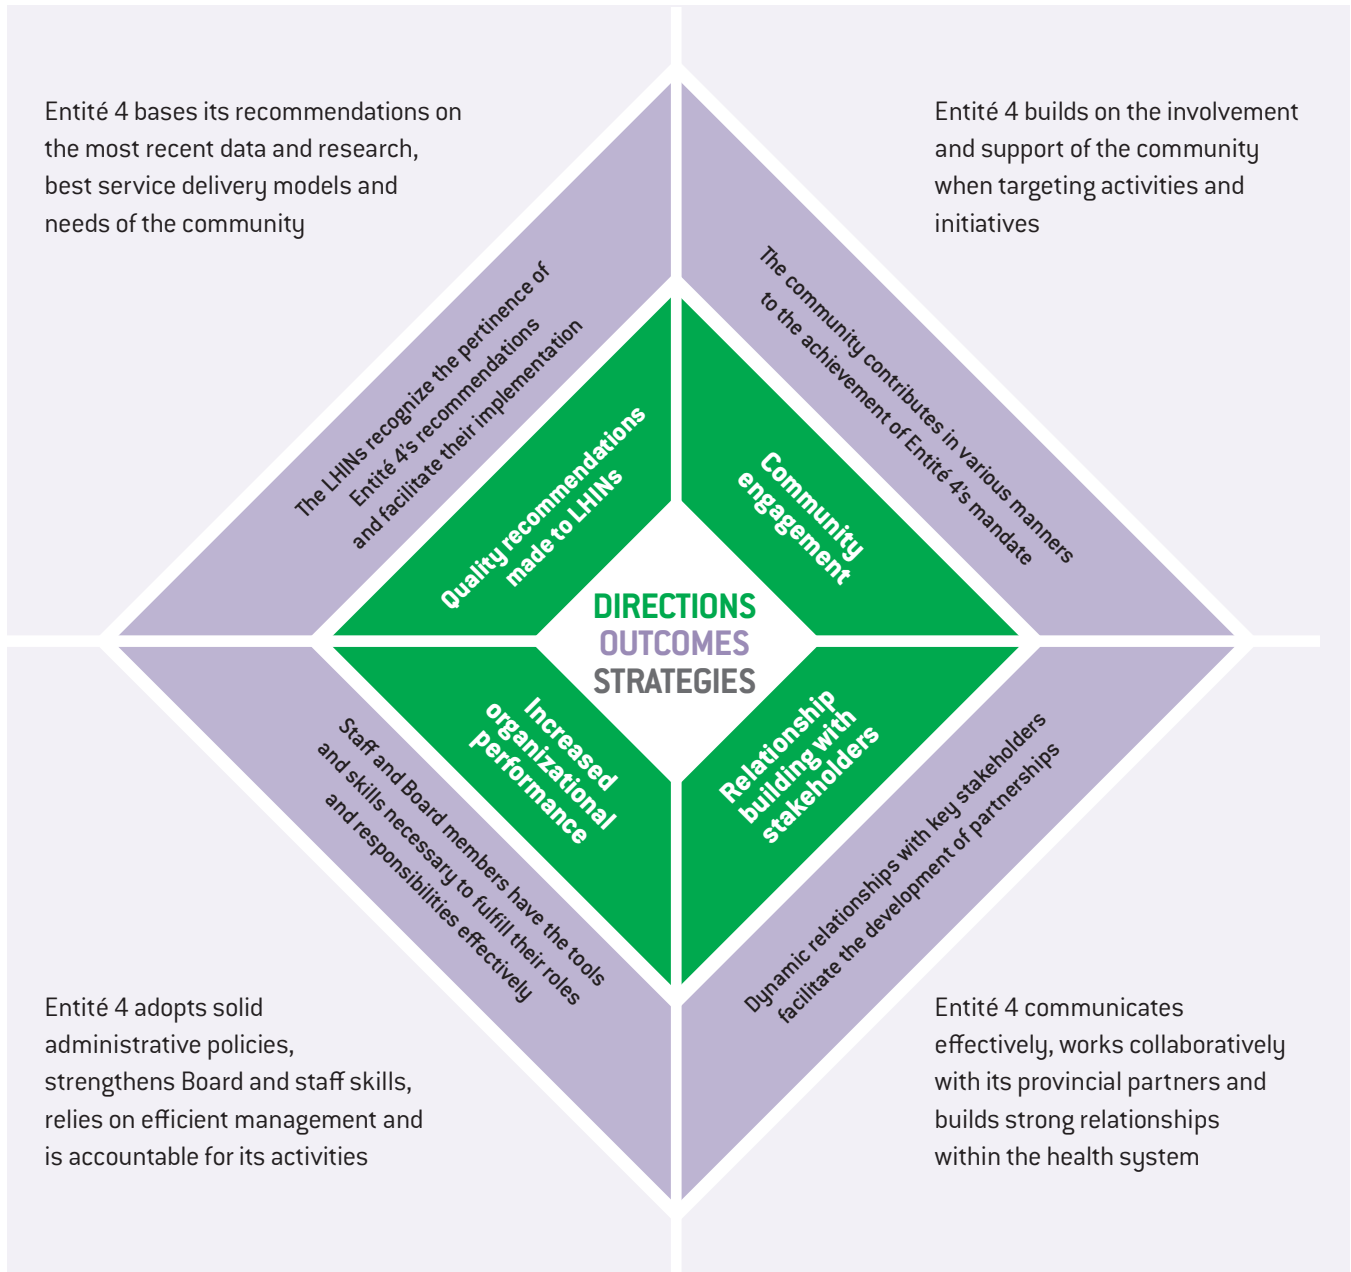 Entité 4 bases its recommendations on
the most recent data and research,
best service delivery models and
needs of the community
Entité 4 builds on the involvement
and support of the community
when targeting activities and
initiatives
The LHINs recognize the pertinence of
Entité 4's recommendations
and facilitate their implementation
The community contributes in various manners
to the achievement of Entité 4's mandate
Quality recommendations
made to LHINs
Community
engagement
DIRECTIONS
OUTCOMES
STRATEGIES
Increased
organizational
performance
Relationship
building with
stakeholders
Staff and Board members have the tools
and skills necessary to fulfill their roles
and responsibilities effectively
Dynamic relationships with key stakeholders
facilitate the development of partnerships
Entité 4 adopts solid
administrative policies,
strengthens Board and staff skills,
relies on efficient management and
is accountable for its activities
Entité 4 communicates
effectively, works collaboratively
with its provincial partners and
builds strong relationships
within the health system